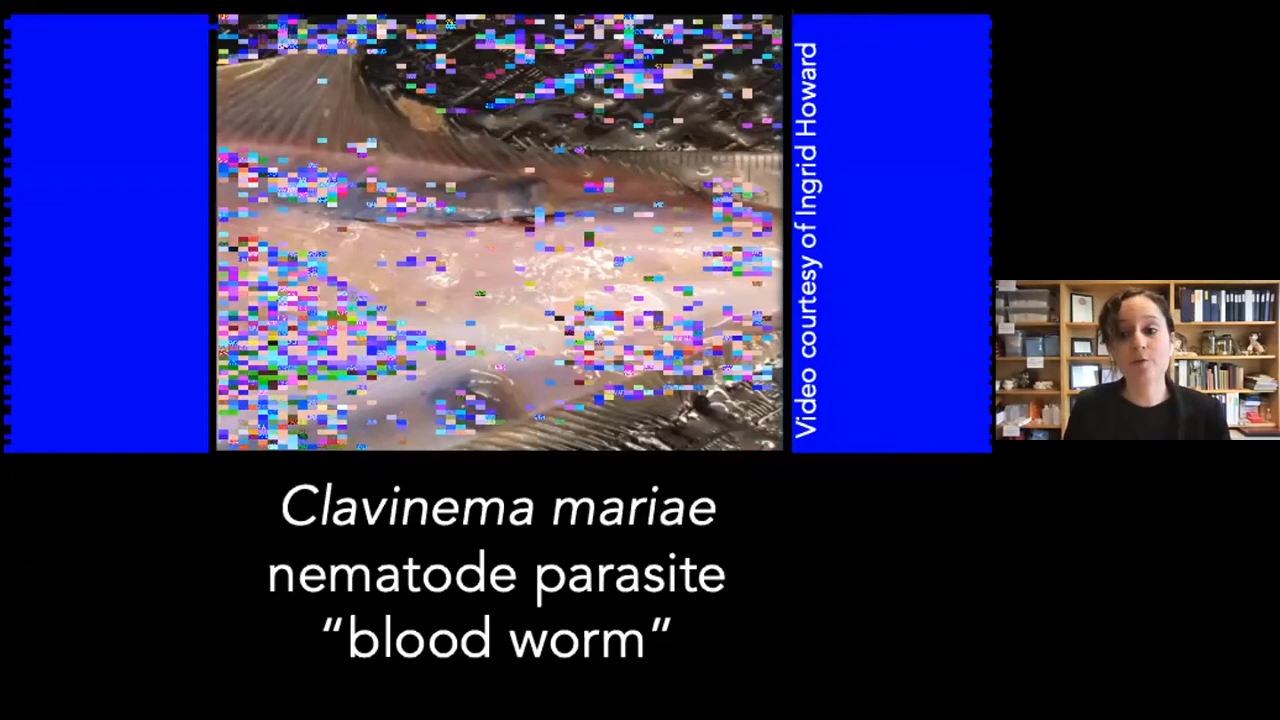 Video courtesy of Ingrid Howard
Clavinema mariae
nematode parasite
“blood worm”